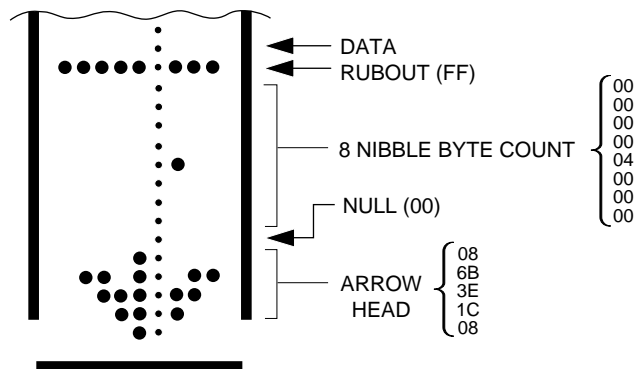 DATA
RUBOUT (FF)
00
00
00
00
04
00
00
00
8 NIBBLE BYTE COUNT
NULL (00)
ARROW
HEAD
08
6B
3E
1C
08